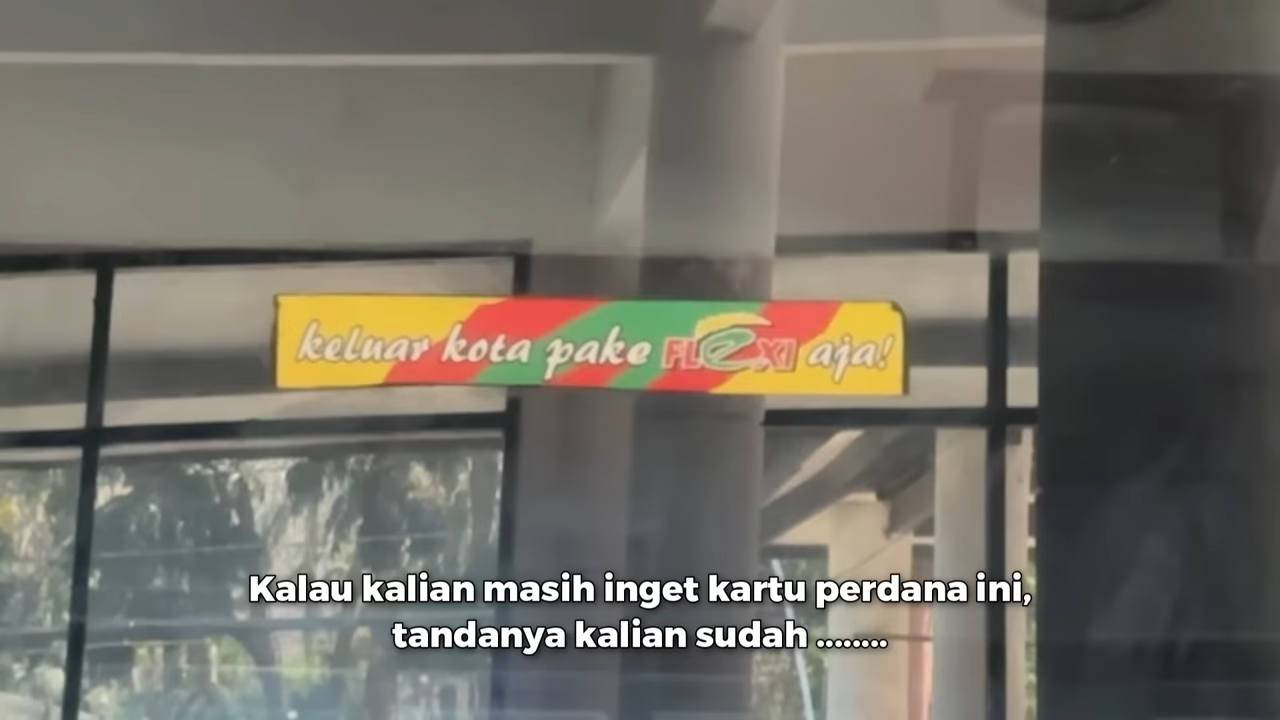 keluar kota pake FLEXI aja!
Kalau kalian masih inget kartu perdana ini,
tandanya kalian sudah ........